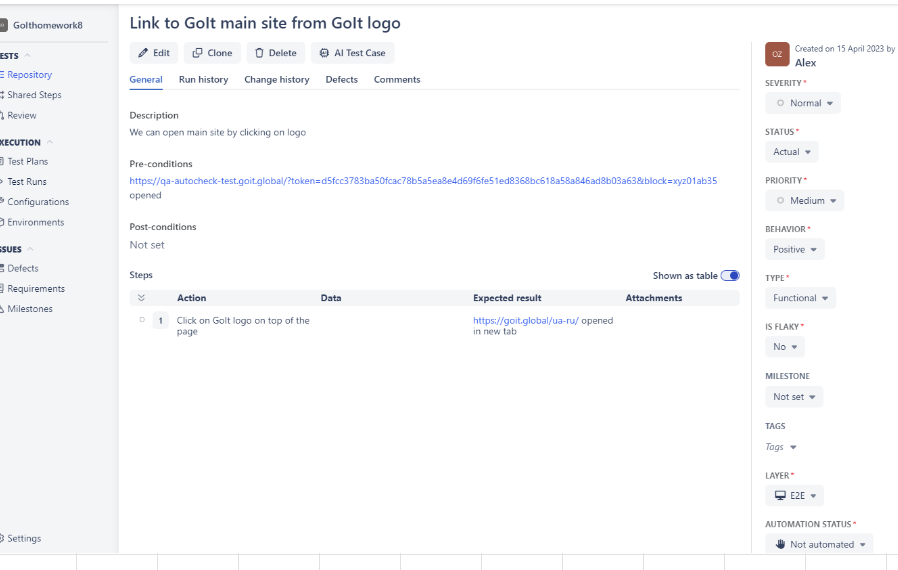 GoIthomework8
Link to GoIt main site from GoIt logo
Edit
Clone
Delete
AI Test Case
General
Run history
Change history
Defects
Comments
Description
We can open main site by clicking on logo
Pre-conditions
https://qa-autocheck-test.goit.global/?token=d5fcc3783ba50fcac78b5a5ea8e4d69f6fe51ed8368bc618a58a846ad8b03a63&block=xyz01ab35
opened
Post-conditions
Not set
Steps
Shown as table
Action
Data
Expected result
Attachments
1
Click on GoIt logo on top of the
page
https://goit.global/ua-ru/ opened
in new tab
ESTS
Repository
Shared Steps
Review
XECUTION
Test Plans
Test Runs
Configurations
Environments
SSUES
Defects
Requirements
Milestones
Settings
OZ
Created on 15 April 2023 by
Alex
SEVERITY*
Normal
STATUS*
Actual
PRIORITY*
Medium
BEHAVIOR*
Positive
TYPE*
Functional
IS FLAKY*
No
MILESTONE
Not set
TAGS
Tags
LAYER*
E2E
AUTOMATION STATUS*
Not automated